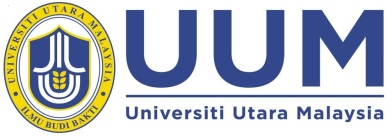 UNIVERSITI UTARA MALAYSIA
ILMU BUDI BAKTI
UUM
Universiti Utara Malaysia